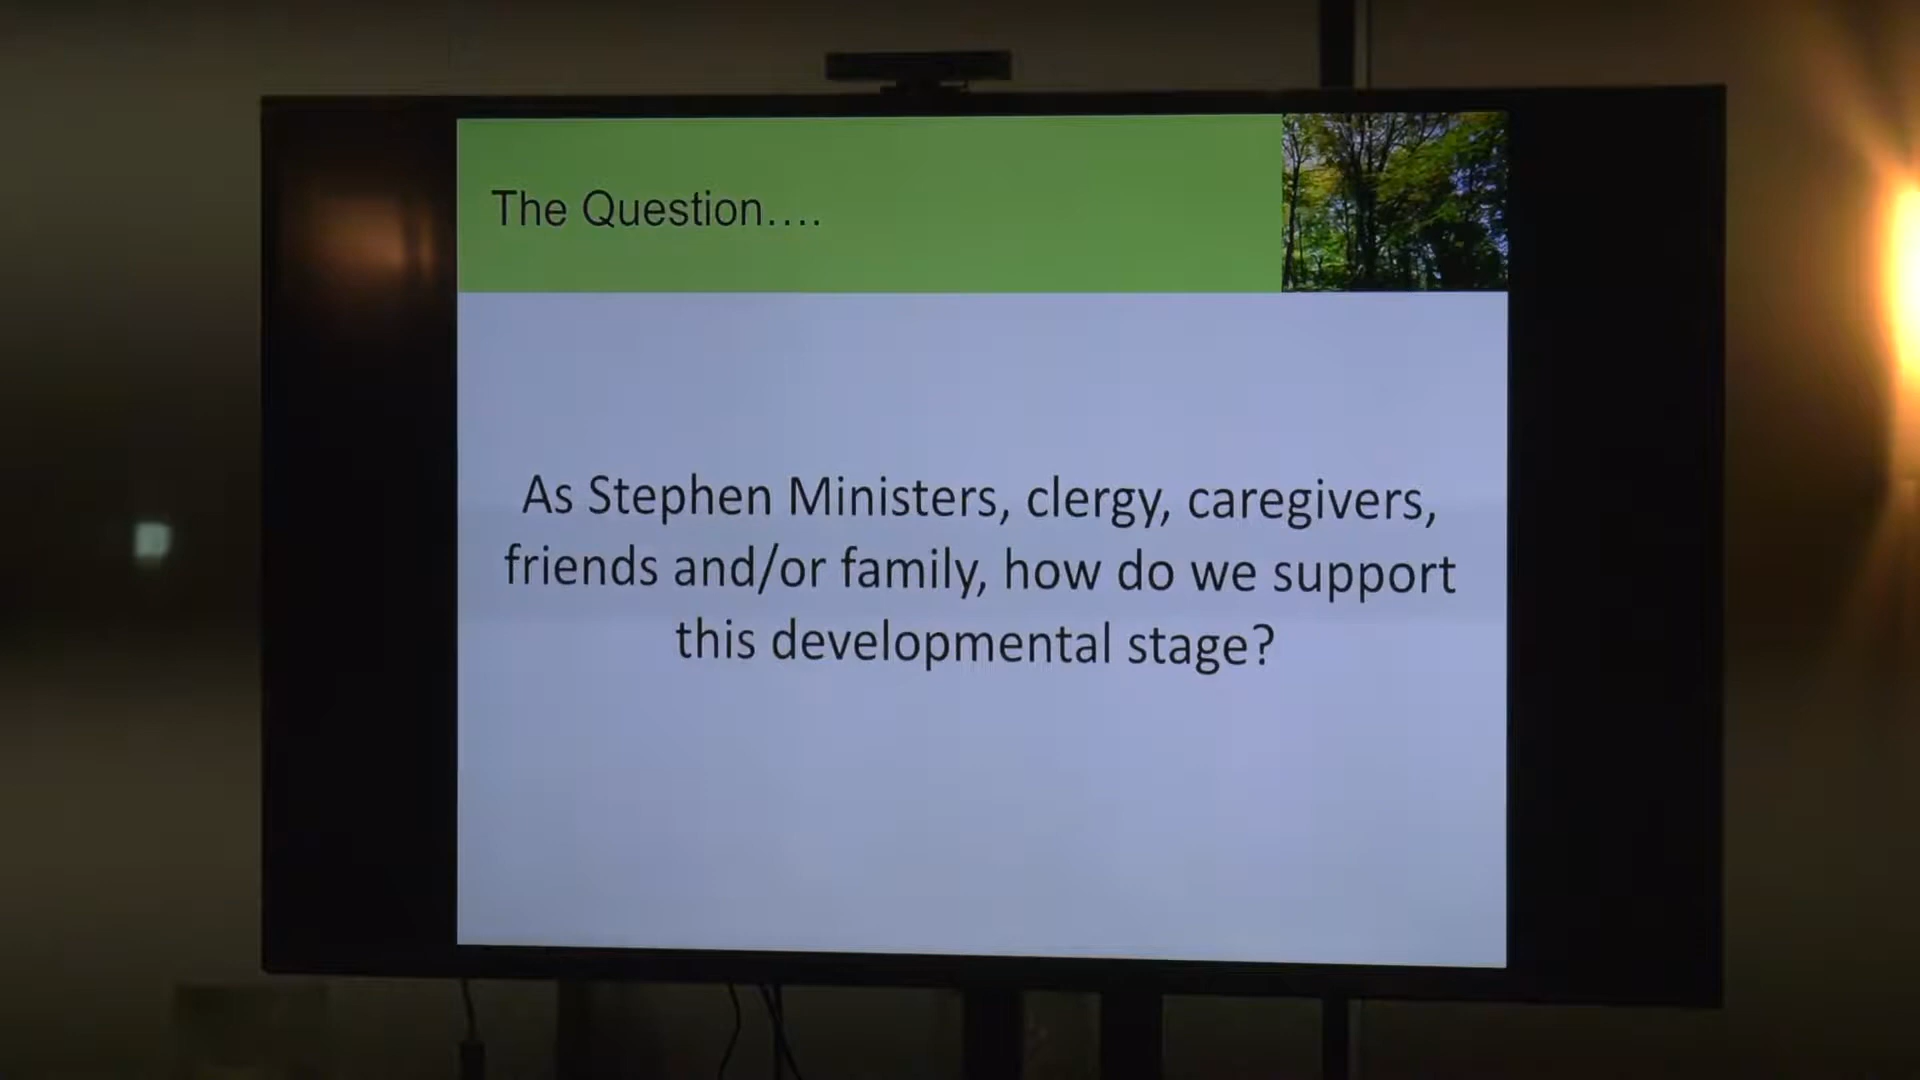 The Question....
As Stephen Ministers, clergy, caregivers,
friends and/or family, how do we support
this developmental stage?